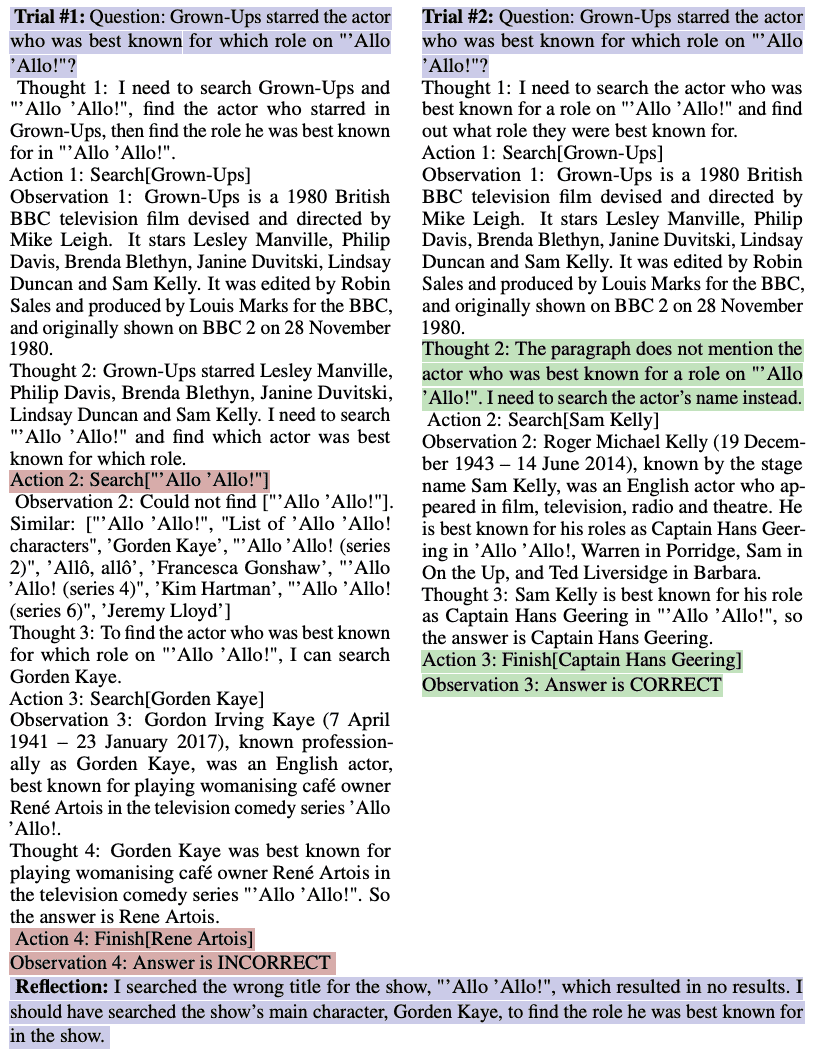 Trial #1: Question: Grown-Ups starred the actor
who was best known for which role on "’Allo
’Allo!"?
Thought 1: I need to search Grown-Ups and
"’Allo ’Allo!", find the actor who starred in
Grown-Ups, then find the role he was best known
for in "’Allo ’Allo!".
Action 1: Search[Grown-Ups]
Observation 1: Grown-Ups is a 1980 British
BBC television film devised and directed by
Mike Leigh. It stars Lesley Manville, Philip
Davis, Brenda Blethyn, Janine Duvitski, Lindsay
Duncan and Sam Kelly. It was edited by Robin
Sales and produced by Louis Marks for the BBC,
and originally shown on BBC 2 on 28 November
1980.
Thought 2: Grown-Ups starred Lesley Manville,
Philip Davis, Brenda Blethyn, Janine Duvitski,
Lindsay Duncan and Sam Kelly. I need to search
"’Allo ’Allo!" and find which actor was best
known for which role.
Action 2: Search["’Allo ’Allo!"]
Observation 2: Could not find ["’Allo ’Allo!"].
Similar: ["’Allo ’Allo!", "List of ’Allo ’Allo!
characters", ’Gorden Kaye’, "’Allo ’Allo! (series
2)", ’Allô, allô’, ’Francesca Gonshaw’, "’Allo
’Allo! (series 4)", ’Kim Hartman’, "’Allo ’Allo!
(series 6)", ’Jeremy Lloyd’]
Thought 3: To find the actor who was best known
for which role on "’Allo ’Allo!", I can search
Gorden Kaye.
Action 3: Search[Gorden Kaye]
Observation 3: Gordon Irving Kaye (7 April
1941 – 23 January 2017), known profession-
ally as Gorden Kaye, was an English actor,
best known for playing womanising café owner
René Artois in the television comedy series ’Allo
’Allo!.
Thought 4: Gorden Kaye was best known for
playing womanising café owner René Artois in
the television comedy series "’Allo ’Allo!". So
the answer is Rene Artois.
Action 4: Finish[Rene Artois]
Observation 4: Answer is INCORRECT
Trial #2: Question: Grown-Ups starred the actor
who was best known for which role on "’Allo
’Allo!"?
Thought 1: I need to search the actor who was
best known for a role on "’Allo ’Allo!" and find
out what role they were best known for.
Action 1: Search[Grown-Ups]
Observation 1: Grown-Ups is a 1980 British
BBC television film devised and directed by
Mike Leigh. It stars Lesley Manville, Philip
Davis, Brenda Blethyn, Janine Duvitski, Lindsay
Duncan and Sam Kelly. It was edited by Robin
Sales and produced by Louis Marks for the BBC,
and originally shown on BBC 2 on 28 November
1980.
Thought 2: The paragraph does not mention the
actor who was best known for a role on "’Allo
’Allo!". I need to search the actor’s name instead.
Action 2: Search[Sam Kelly]
Observation 2: Roger Michael Kelly (19 Decem-
ber 1943 – 14 June 2014), known by the stage
name Sam Kelly, was an English actor who ap-
peared in film, television, radio and theatre. He
is best known for his roles as Captain Hans Geer-
ing in ’Allo ’Allo!, Warren in Porridge, Sam in
On the Up, and Ted Liversidge in Barbara.
Thought 3: Sam Kelly is best known for his role
as Captain Hans Geering in "’Allo ’Allo!", so
the answer is Captain Hans Geering.
Action 3: Finish[Captain Hans Geering]
Observation 3: Answer is CORRECT
Reflection: I searched the wrong title for the show, "’Allo ’Allo!", which resulted in no results. I
should have searched the show’s main character, Gorden Kaye, to find the role he was best known for
in the show.